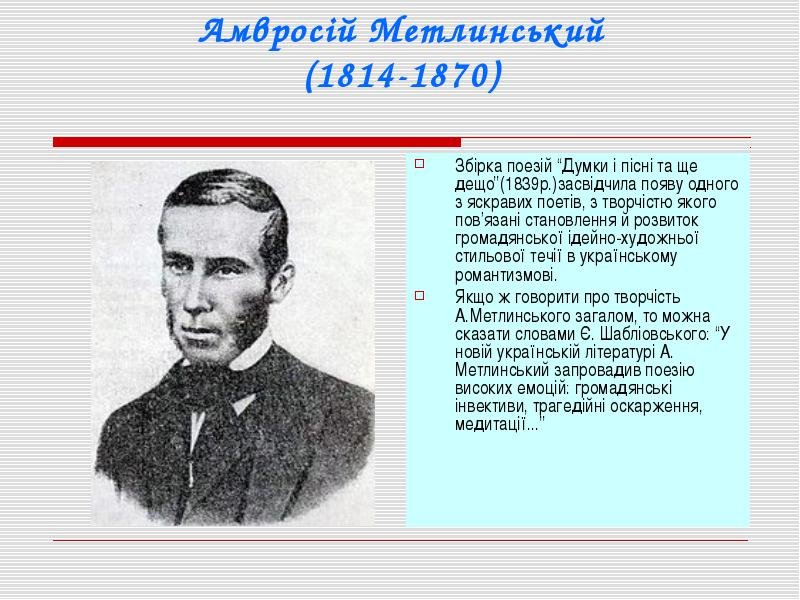 Амвросій Метлинський
(1814-1870)
Збірка поезій “Думки і пісні та ще
дещо”(1839р.)засвідчила появу одного
з яскравих поетів, з творчістю якого
пов’язані становлення й розвиток
громадянської ідейно-художньої
стильової течії в українському
романтизмові.
Якщо ж говорити про творчість
А.Метлинського загалом, то можна
сказати словами Є. Шабліовського: “У
новій українській літературі А.
Метлинський запровадив поезію
високих емоцій: громадянські
інвективи, трагедійні оскарження,
медитації...”